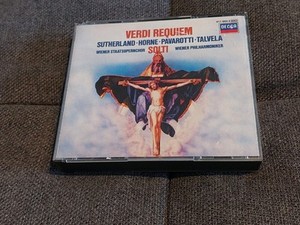 VERDI REQUIEM
DECCA
SUTHERLAND · HORNE · PAVAROTTI · TALVELA
WIENER STAATSOPERNCHOR SOLTI WIENER PHILHARMONIKER